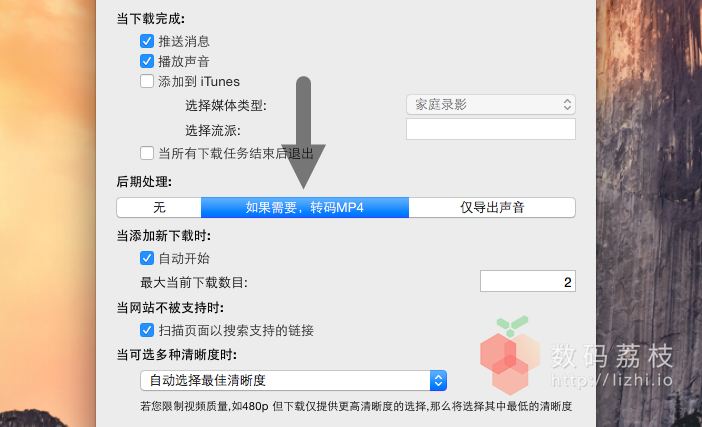 当下载完成:
推送消息
播放声音
添加到 iTunes
选择媒体类型: 家庭录影
选择流派:
当所有下载任务结束后退出
后期处理:
无 如果需要，转码MP4 仅导出声音
当添加新下载时:
自动开始
最大当前下载数目: 2
当网站不被支持时:
扫描页面以搜索支持的链接
当可选多种清晰度时:
自动选择最佳清晰度
若您限制视频质量,如480p 但下载仅提供更高清晰度的选择,那么将选择其中最低的清晰度
数码荔枝
http://lizhi.io